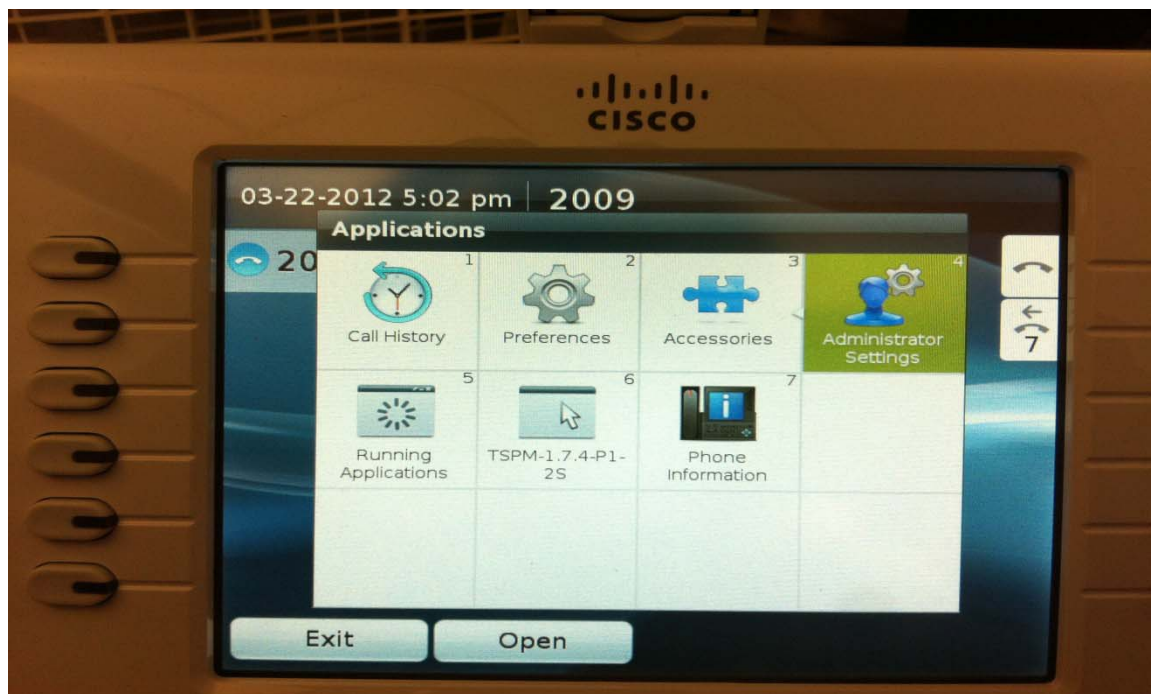 CISCO
03-22-2012 5:02 pm 2009
Applications
20
1
Call History
2
Preferences
3
Accessories
4
Administrator
Settings
7
5
Running
Applications
6
TSPM-1.7.4-P1-
2S
7
Phone
Information
Exit
Open